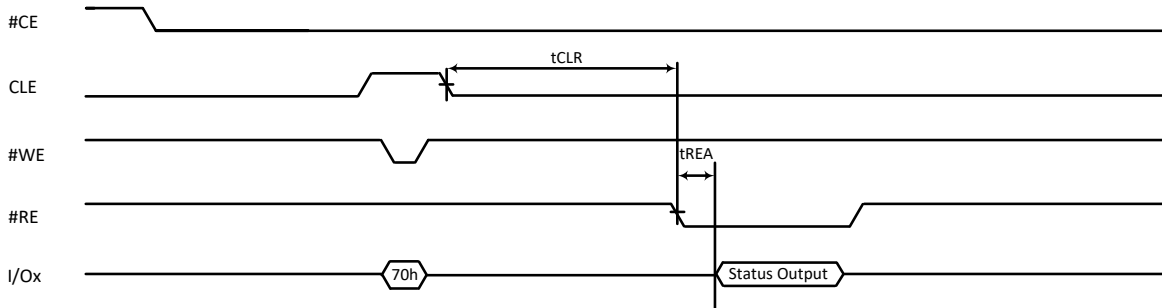 #CE
tCLR
CLE
#WE
tREA
#RE
I/Ox
70h
Status Output